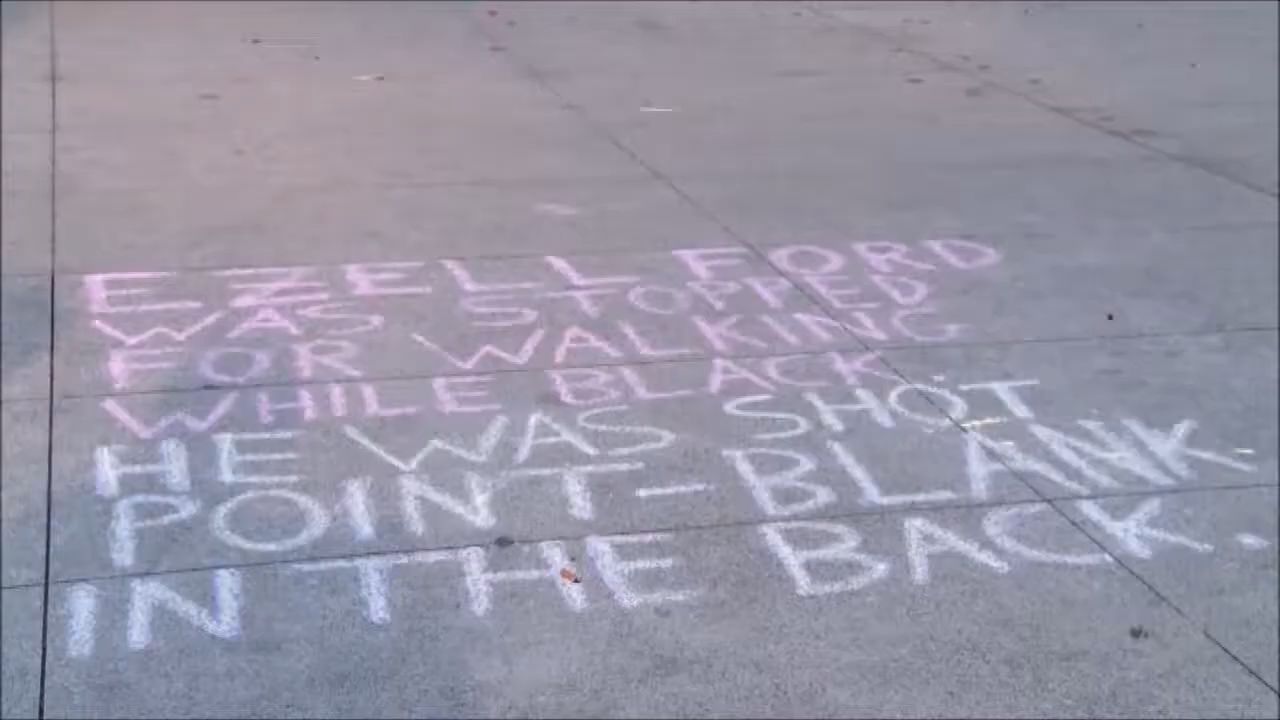 EZELL FORD
WAS STOPPED
FOR WALKING
WHILE BLACK
HE WAS SHOT
POINT-BLANK.
IN THE BACK.